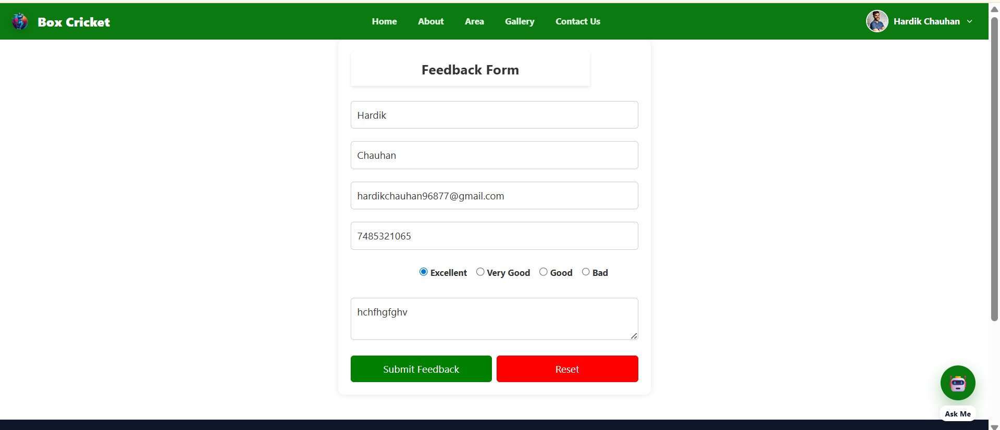 Box Cricket
Home About Area Gallery Contact Us
Hardik Chauhan
Feedback Form
Hardik
Chauhan
hardikchauhan96877@gmail.com
7485321065
Excellent Very Good Good Bad
hchfhgfghv
Submit Feedback Reset
Ask Me